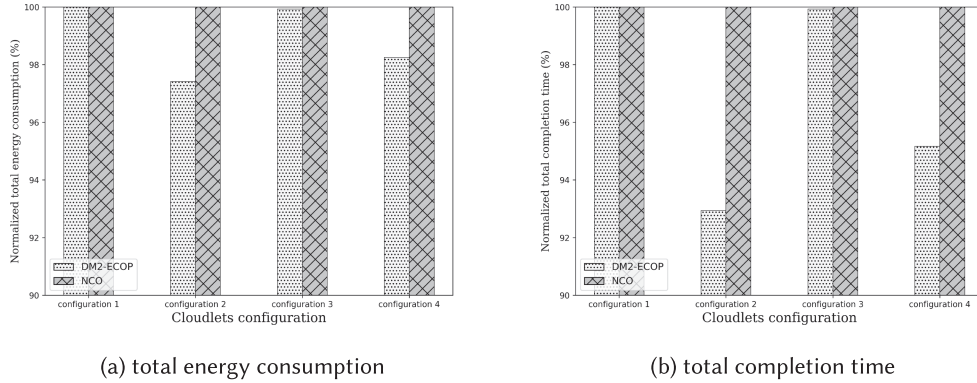 100
98
96
94
92
90
Normalized total energy consumption (%)
DM2-ECOP
NCO
configuration 1 configuration 2 configuration 3 configuration 4
Cloudlets configuration
(a) total energy consumption
100
98
96
94
92
90
Normalized total completion time (%)
DM2-ECOP
NCO
configuration 1 configuration 2 configuration 3 configuration 4
Cloudlets configuration
(b) total completion time